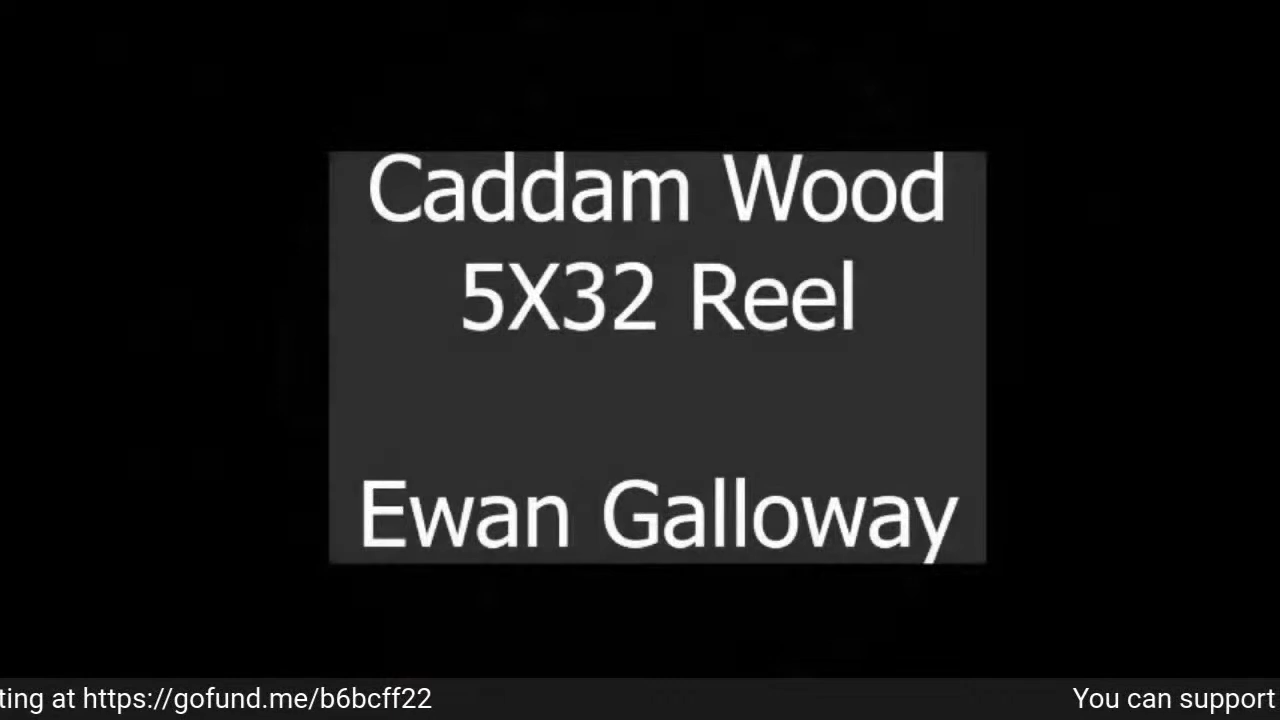 Caddam Wood
5X32 Reel
Ewan Galloway
ting at https://gofund.me/b6bcff22 You can support